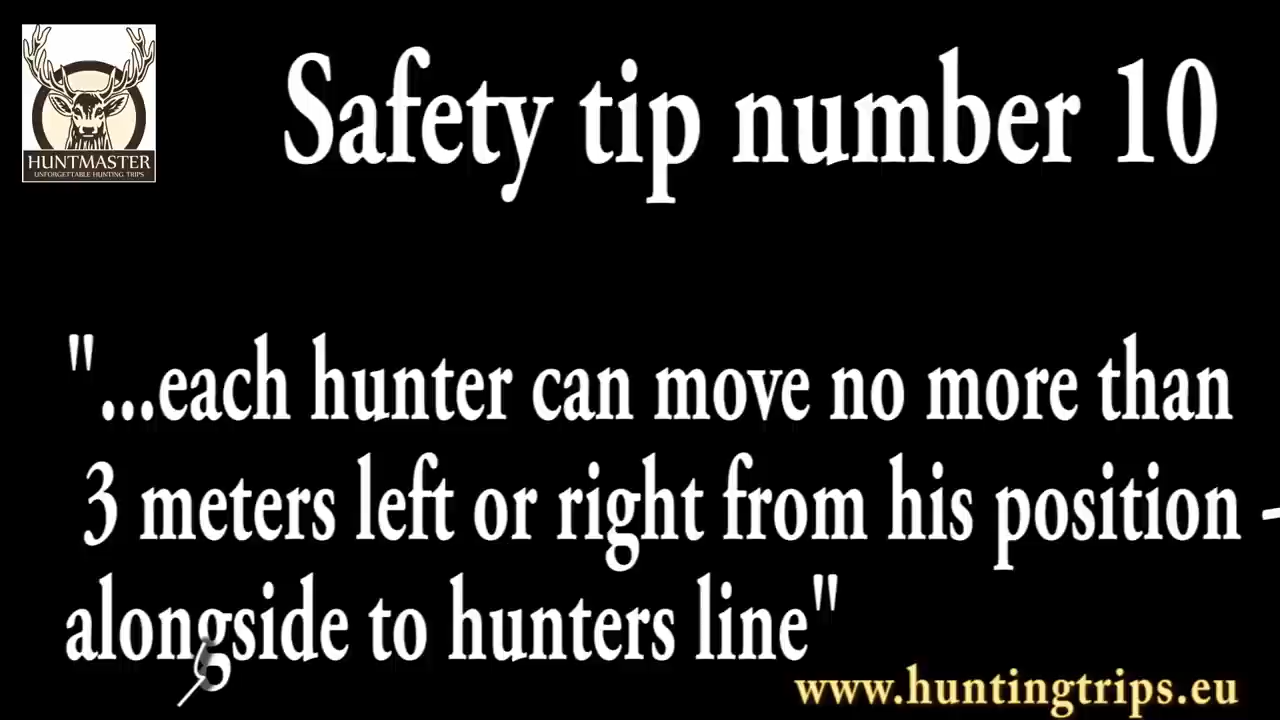 HUNTMASTER
UNFORGETTABLE HUNTING TRIPS
Safety tip number 10
"...each hunter can move no more than
3 meters left or right from his position -
alongside to hunters line"
www.huntingtrips.eu